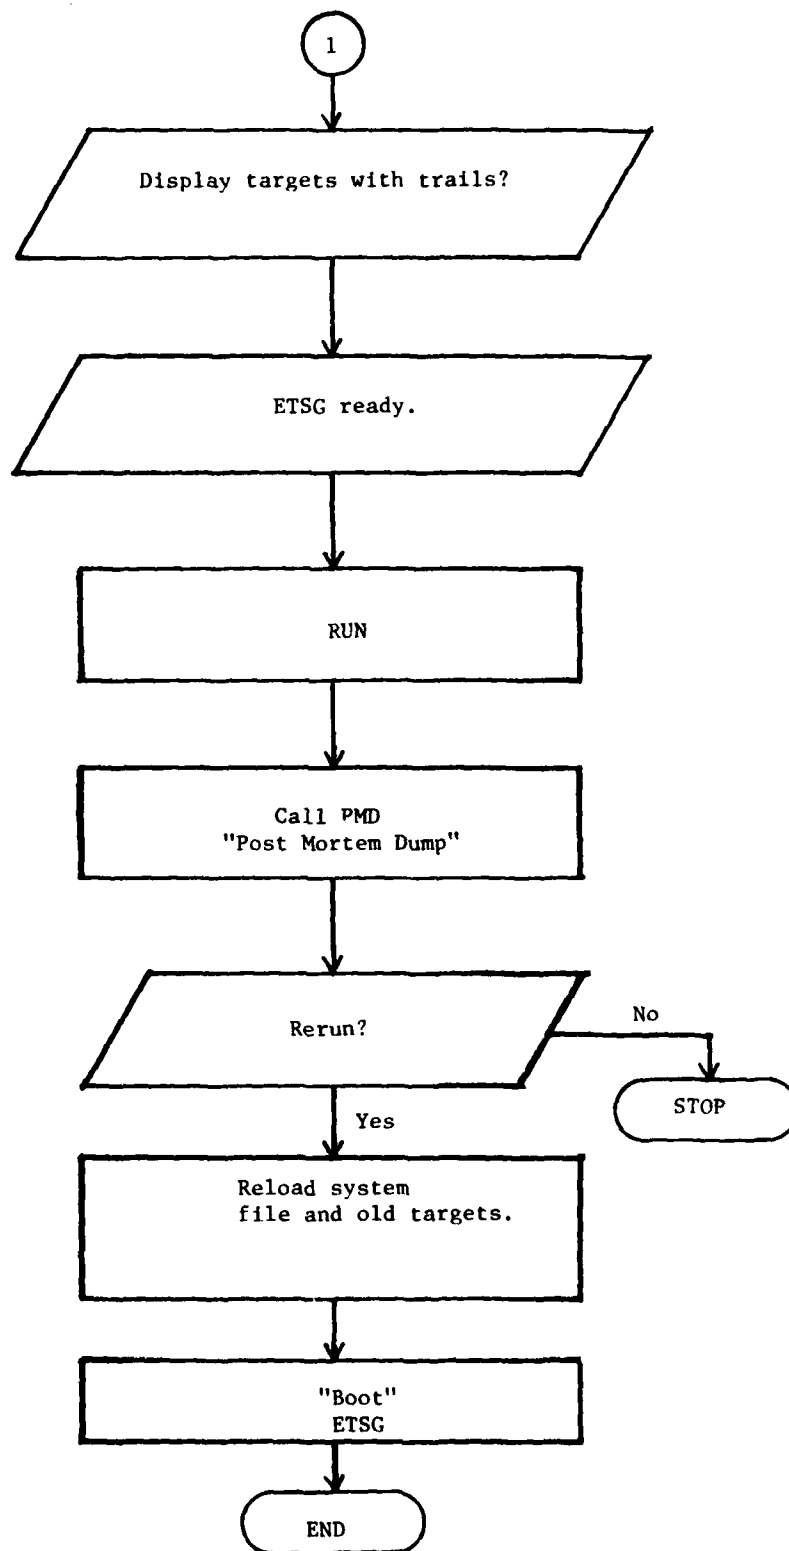 1
Display targets with trails?
ETSG ready.
RUN
Call PMD
"Post Mortem Dump"
Rerun?
No
STOP
Yes
Reload system
file and old targets.
"Boot"
ETSG
END